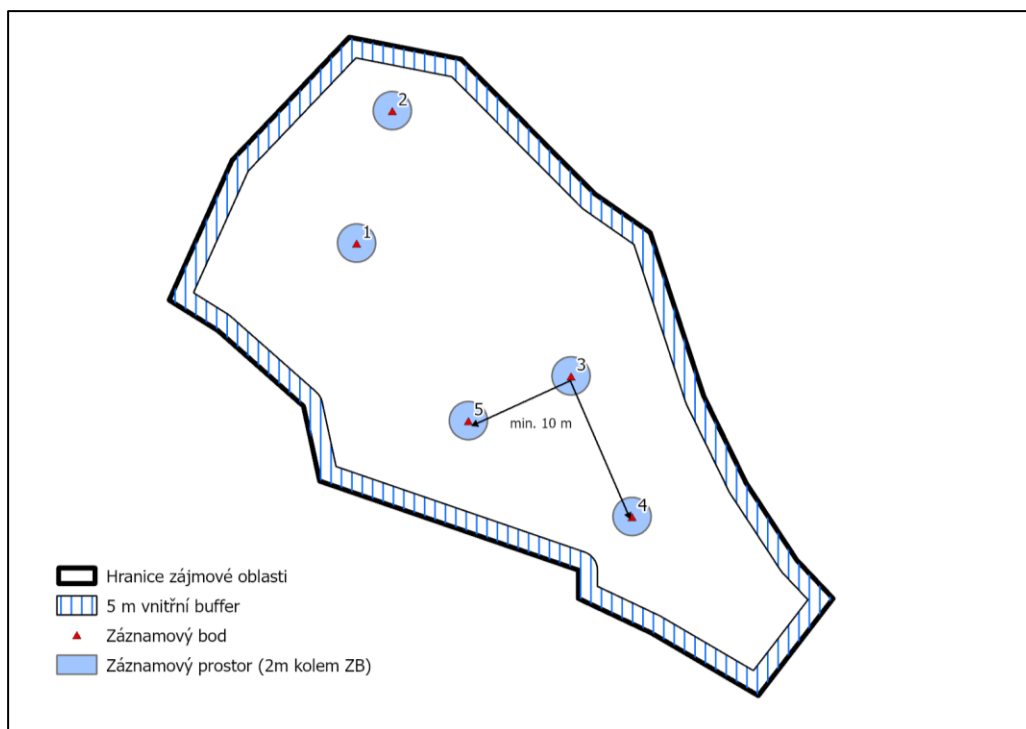 2
1
3
5
min. 10 m
4
Hranice zájmové oblasti
5 m vnitřní buffer
Záznamový bod
Záznamový prostor (2m kolem ZB)